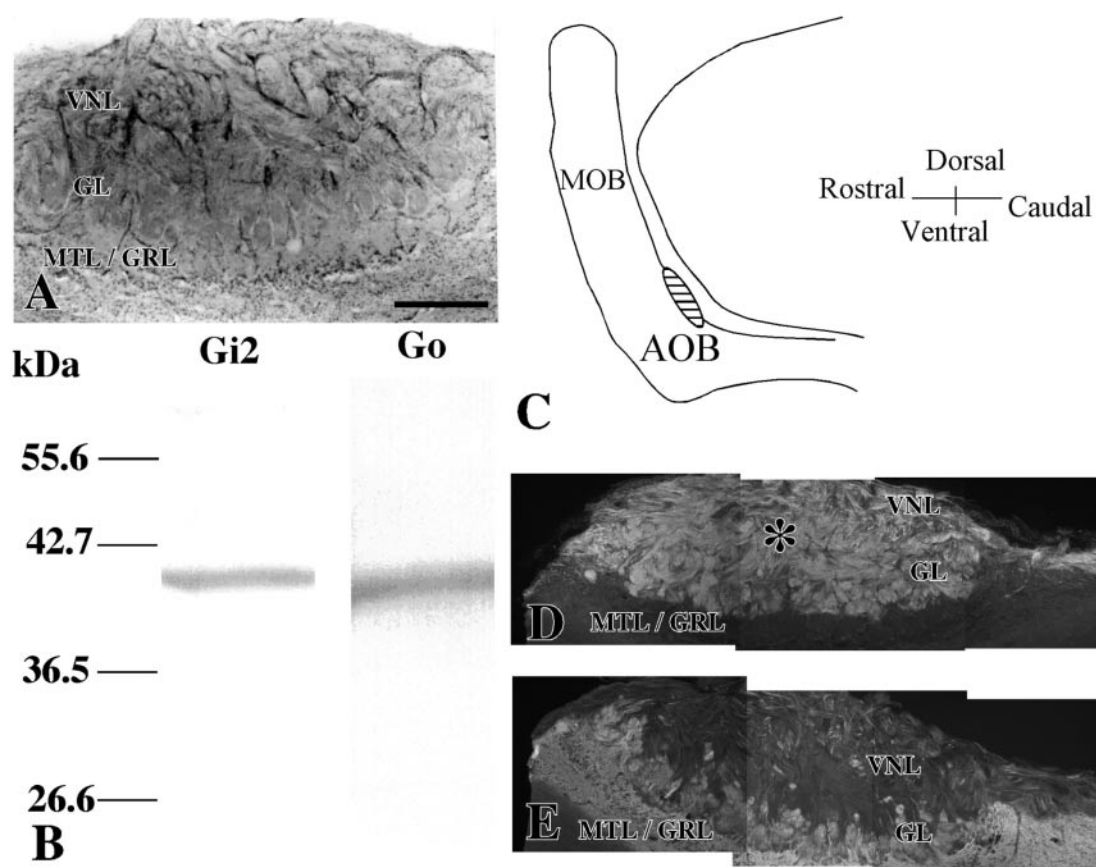 VNL
GL
MTL / GRL
A
kDa
Gi2
Go
55.6
42.7
36.5
26.6
B
MOB
AOB
C
Dorsal
Rostral
Caudal
Ventral
VNL
*
GL
MTL / GRL
D
VNL
MTL / GRL
GL
E